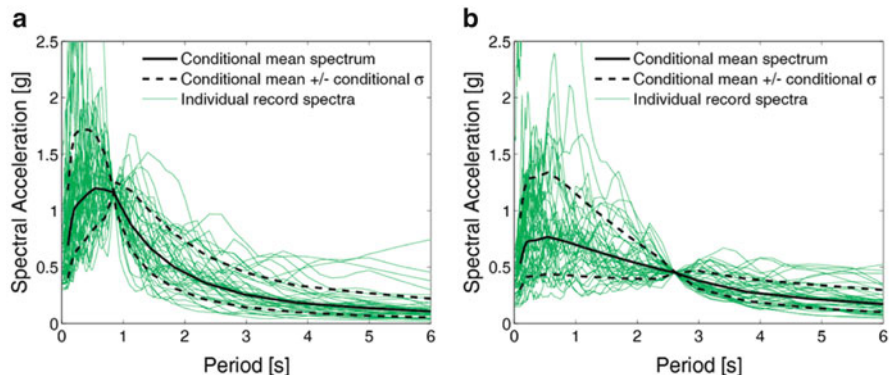 a
2.5
2
1.5
1
0.5
0
Spectral Acceleration [g]
Conditional mean spectrum
Conditional mean +/- conditional σ
Individual record spectra
0 1 2 3 4 5 6
Period [s]
b
2.5
2
1.5
1
0.5
0
Spectral Acceleration [g]
Conditional mean spectrum
Conditional mean +/- conditional σ
Individual record spectra
0 1 2 3 4 5 6
Period [s]